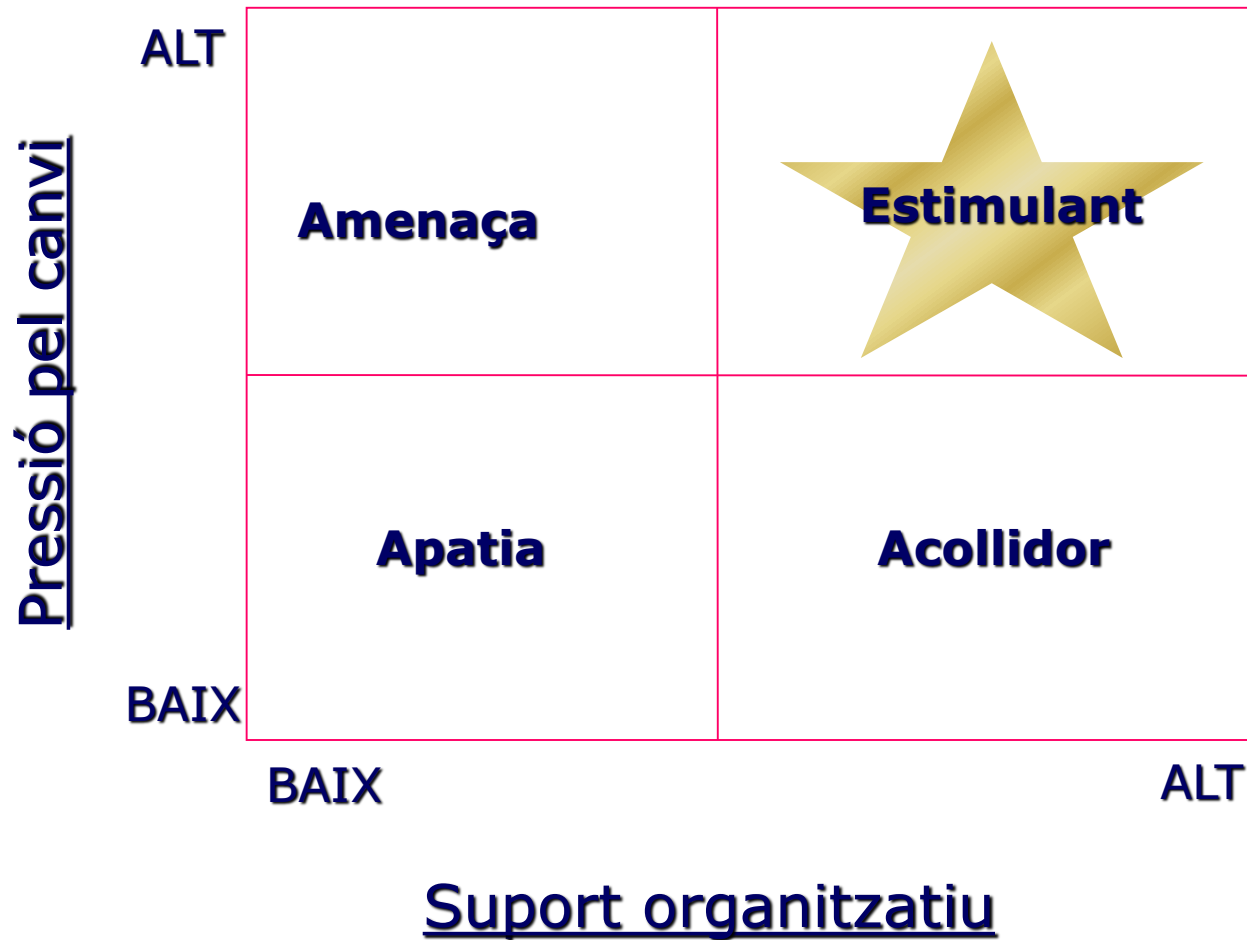 ALT
Pressió pel canvi
Amenaça
Estimulant
Apatia
Acollidor
BAIX
BAIX
ALT
Suport organitzatiu